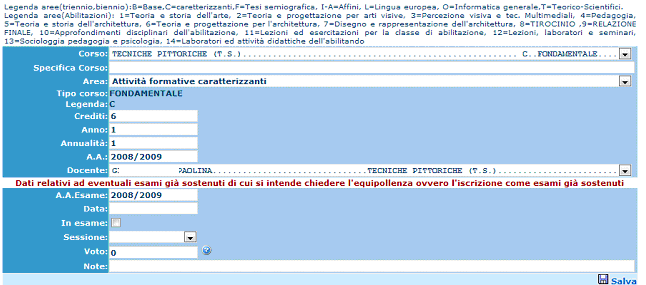 Legenda aree(triennio,biennio):B=Base,C=caretterizzanti,F=Tesi semiografica, I-A=Affini, L=Lingua europea, O=Informatica generale,T=Teorico-Scientifici.
Legenda aree(Abilitazioni): 1=Teoria e storia dell'arte, 2=Teoria e progettazione per arti visive, 3=Percezione visiva e tec. Multimediali, 4=Pedagogia,
5=Teoria e storia dell'architettura, 6=Teoria e progettazione per l'architettura, 7=Disegno e rappresentazione dell'architettura, 8=TIROCINIO ,9=RELAZIONE
FINALE, 10=Approfondimenti disciplinari dell'abilitazione, 11=Lezioni ed esercitazioni per la classe di abilitazione, 12=Lezioni, laboratori e seminari,
13=Sociologgia pedagogia e psicologia, 14=Laboratori ed attività didattiche dell'abilitando
Corso: TECNICHE PITTORICHE (T.S.)....................................................C..FONDAMENTALE....
Specifica Corso:
Area: Attività formative caratterizzanti
Tipo corso: FONDAMENTALE
Legenda: C
Crediti: 6
Anno: 1
Annualità: 1
A.A.: 2008/2009
Docente: G PAOLINA............................TECHNICHE PITTORICHE (T.S.)............................
Dati relativi ad eventuali esami già sostenuti di cui si intende chiedere l'equipollenza ovvero l'iscrizione come esami già sostenuti
A.A.Esame: 2008/2009
Data:
In esame:
Sessione:
Voto: 0
Note:
Salva